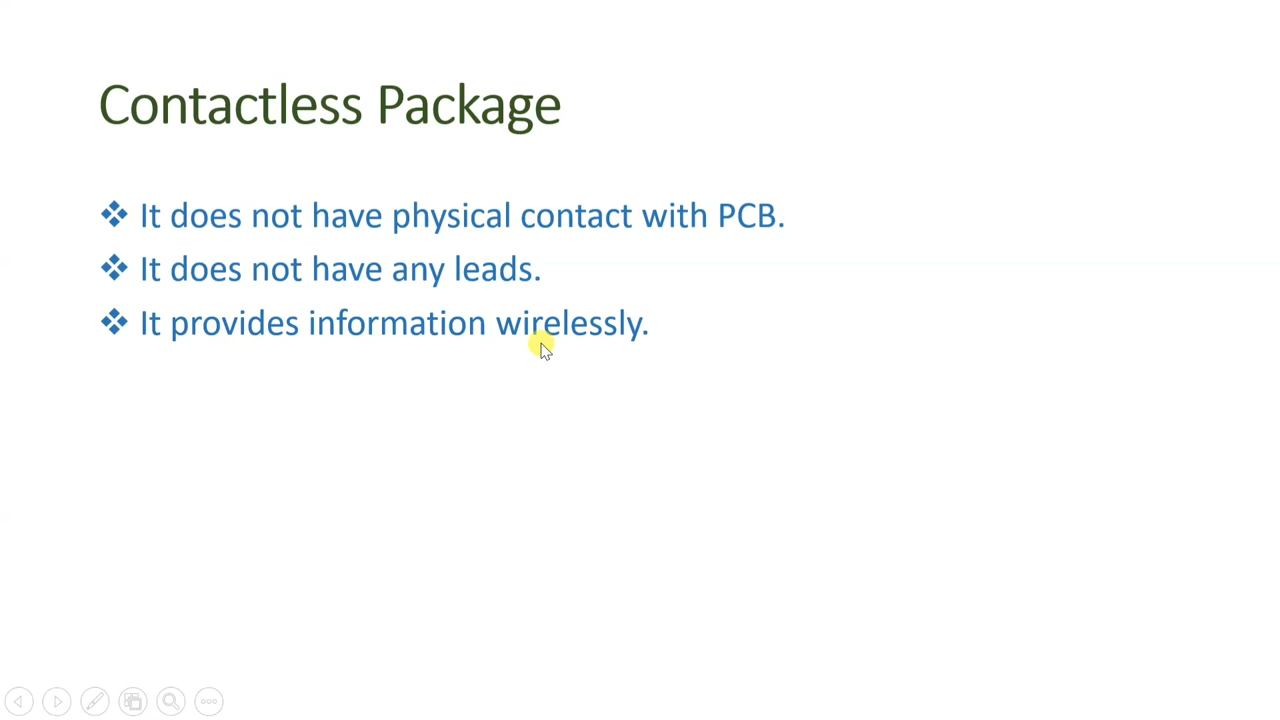 Contactless Package
❖ It does not have physical contact with PCB.
❖ It does not have any leads.
❖ It provides information wirelessly.